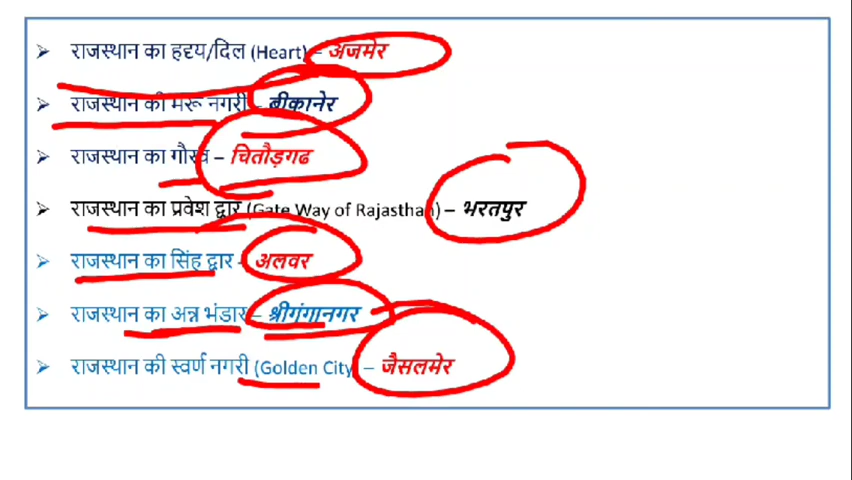 ➢ राजस्थान का हृदय/दिल (Heart) – अजमेर
➢ राजस्थान की मरू नगरी – बीकानेर
➢ राजस्थान का गौरव – चितौड़गढ
➢ राजस्थान का प्रवेश द्वार (Gate Way of Rajasthan) – भरतपुर
➢ राजस्थान का सिंह द्वार – अलवर
➢ राजस्थान का अन्न भंडार – श्रीगंगानगर
➢ राजस्थान की स्वर्ण नगरी (Golden City) – जैसलमेर